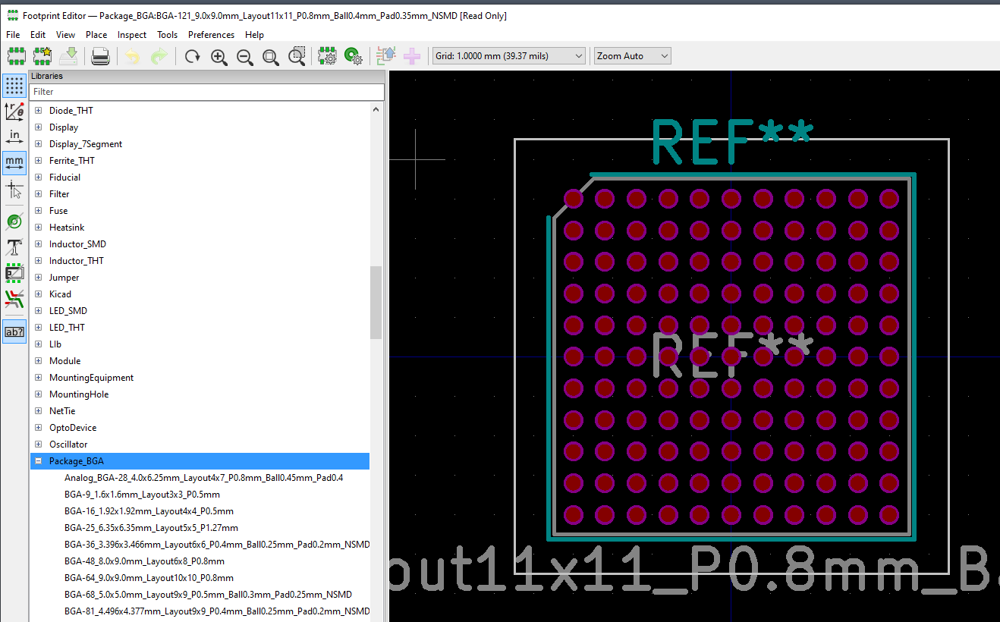 Footprint Editor — Package_BGA:BGA-121_9.0x9.0mm_Layout11x11_P0.8mm_Ball0.4mm_Pad0.35mm_NSMD [Read Only]
File Edit View Place Inspect Tools Preferences Help
Grid: 1.0000 mm (39.37 mils) Zoom Auto
Libraries
Filter
Diode_THT
Display
Display_7Segment
Ferrite_THT
Fiducial
Filter
Fuse
Heatsink
Inductor_SMD
Inductor_THT
Jumper
Kicad
LED_SMD
LED_THT
LIb
Module
MountingEquipment
MountingHole
NetTie
OptoDevice
Oscillator
Package_BGA
Analog_BGA-28_4.0x6.25mm_Layout4x7_P0.8mm_Ball0.45mm_Pad0.4
BGA-9_1.6x1.6mm_Layout3x3_P0.5mm
BGA-16_1.92x1.92mm_Layout4x4_P0.5mm
BGA-25_6.35x6.35mm_Layout5x5_P1.27mm
BGA-36_3.396x3.466mm_Layout6x6_P0.4mm_Ball0.25mm_Pad0.2mm_NSMD
BGA-48_8.0x9.0mm_Layout6x8_P0.8mm
BGA-64_9.0x9.0mm_Layout10x10_P0.8mm
BGA-68_5.0x5.0mm_Layout9x9_P0.5mm_Ball0.3mm_Pad0.25mm_NSMD
BGA-81_4.496x4.377mm_Layout9x9_P0.4mm_Ball0.25mm_Pad0.2mm_NSMD
in
mm
ab?
REF**
REF**
out11x11_P0.8mm_B